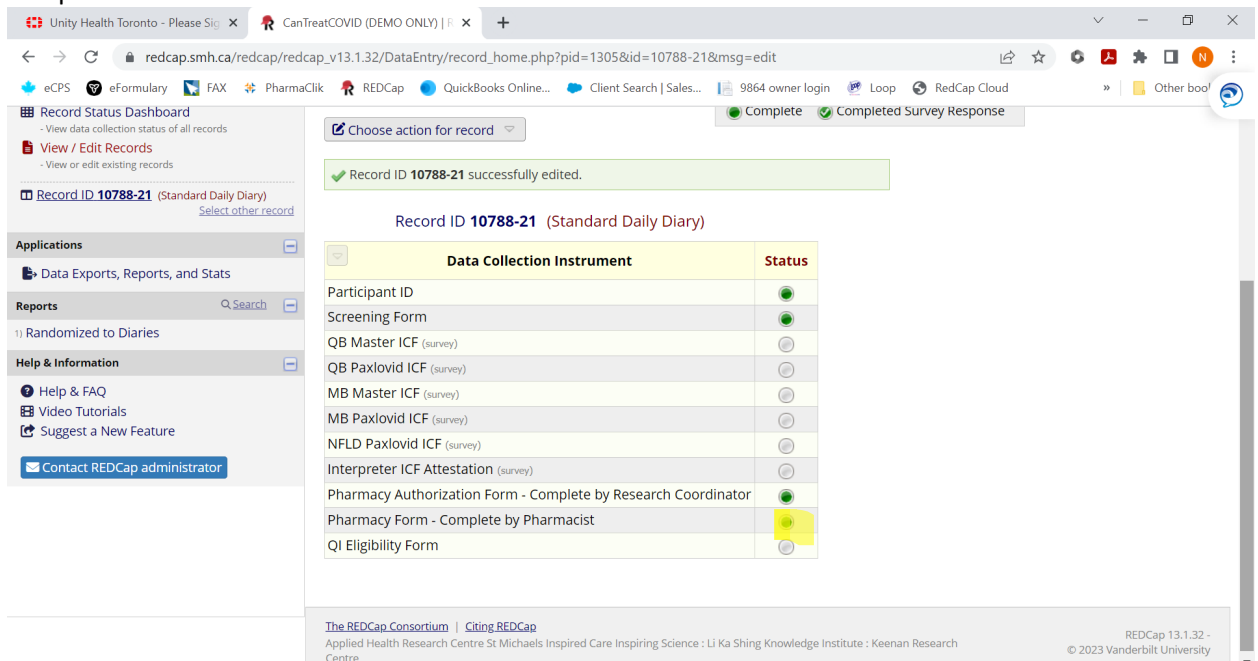 Unity Health Toronto - Please Sig
CanTreatCOVID (DEMO ONLY) | R
redcap.smh.ca/redcap/redcap_v13.1.32/DataEntry/record_home.php?pid=1305&id=10788-21&msg=edit
N
eCPS eFormulary FAX PharmaClik REDCap QuickBooks Online... Client Search | Sales... 9864 owner login Loop RedCap Cloud » Other boo
Record Status Dashboard
- View data collection status of all records
View / Edit Records
- View or edit existing records
Record ID 10788-21 (Standard Daily Diary)
Select other record
Applications
Data Exports, Reports, and Stats
Reports Search
1) Randomized to Diaries
Help & Information
Help & FAQ
Video Tutorials
Suggest a New Feature
Contact REDCap administrator
Complete Completed Survey Response
Choose action for record
Record ID 10788-21 successfully edited.
Record ID 10788-21 (Standard Daily Diary)
Data Collection Instrument Status
Participant ID
Screening Form
QB Master ICF (survey)
QB Paxlovid ICF (survey)
MB Master ICF (survey)
MB Paxlovid ICF (survey)
NFLD Paxlovid ICF (survey)
Interpreter ICF Attestation (survey)
Pharmacy Authorization Form - Complete by Research Coordinator
Pharmacy Form - Complete by Pharmacist
QI Eligibility Form
The REDCap Consortium | Citing REDCap
Applied Health Research Centre St Michaels Inspired Care Inspiring Science : Li Ka Shing Knowledge Institute : Keenan Research
Centre
REDCap 13.1.32 -
© 2023 Vanderbilt University